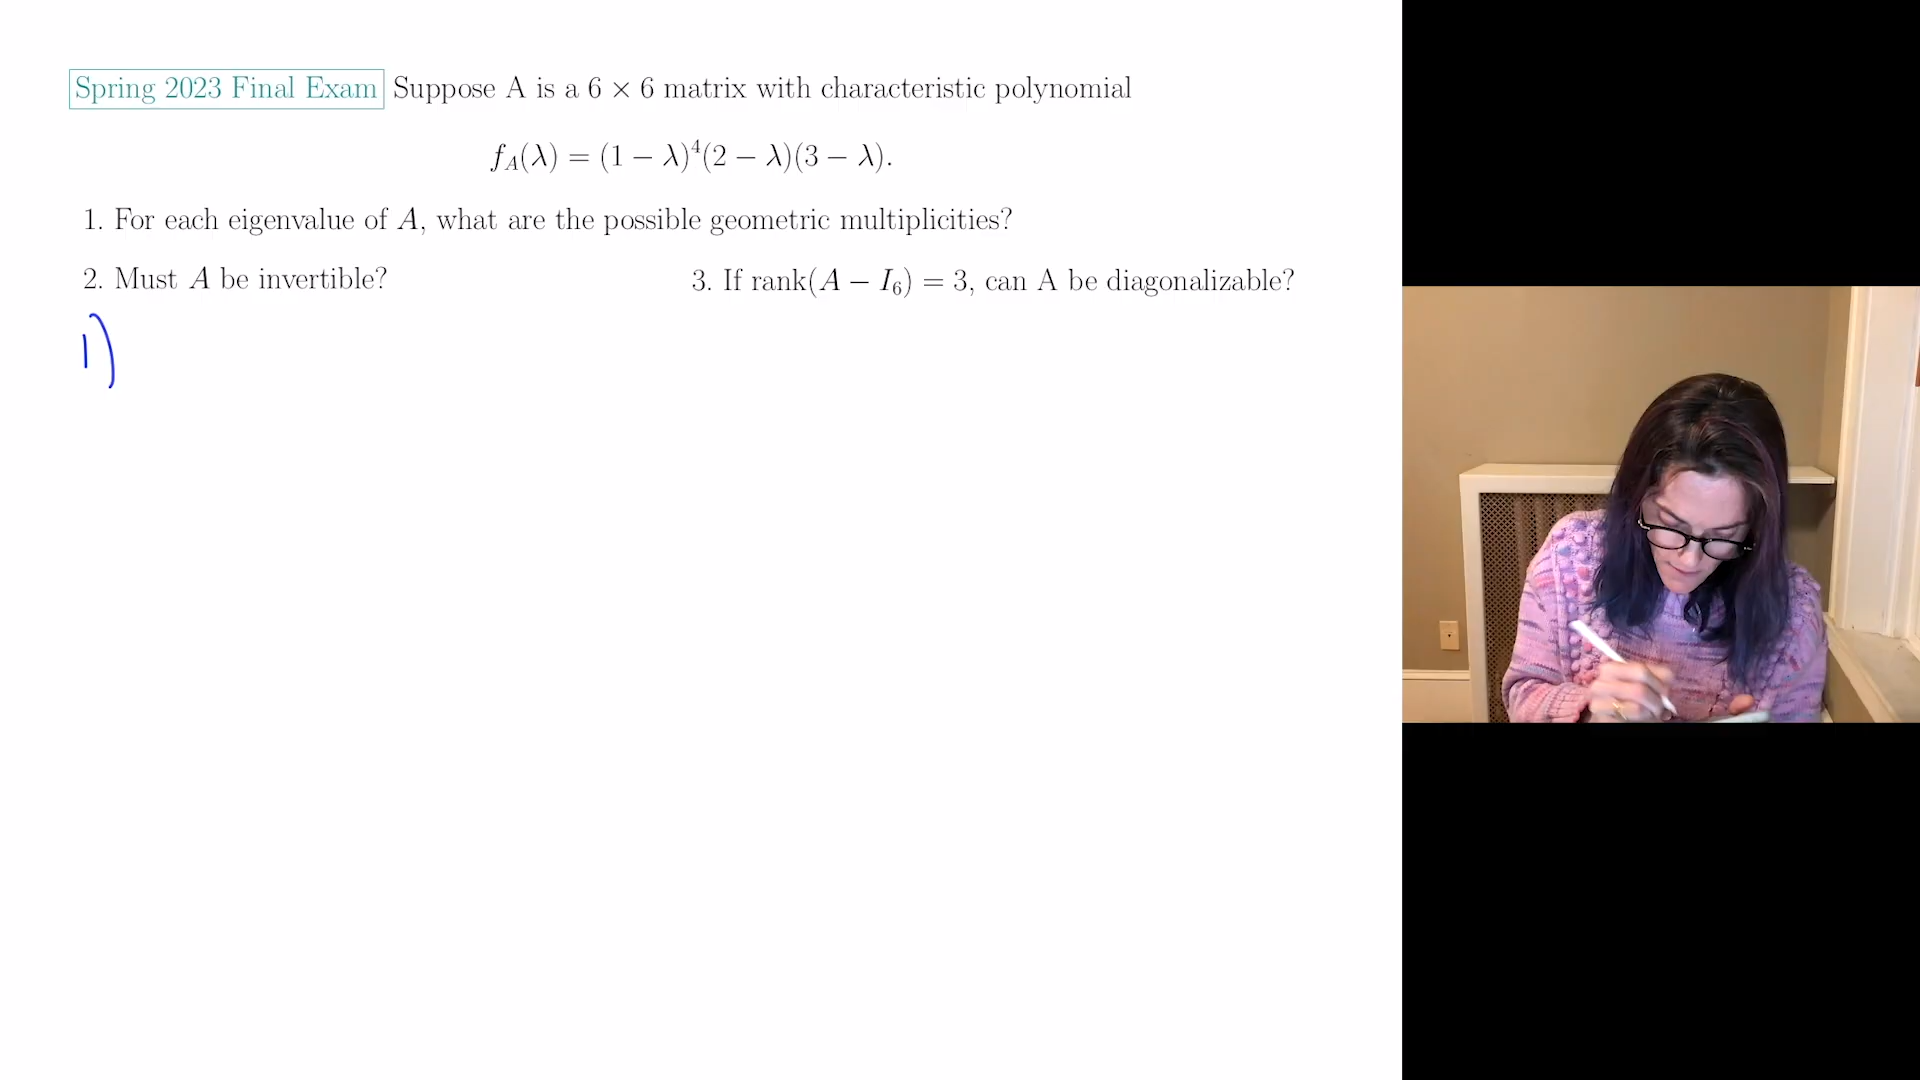 Spring 2023 Final Exam Suppose A is a 6 × 6 matrix with characteristic polynomial
f_A(λ) = (1 − λ)^4(2 − λ)(3 − λ).
1. For each eigenvalue of A, what are the possible geometric multiplicities?
2. Must A be invertible?
3. If rank(A − I_6) = 3, can A be diagonalizable?
1)